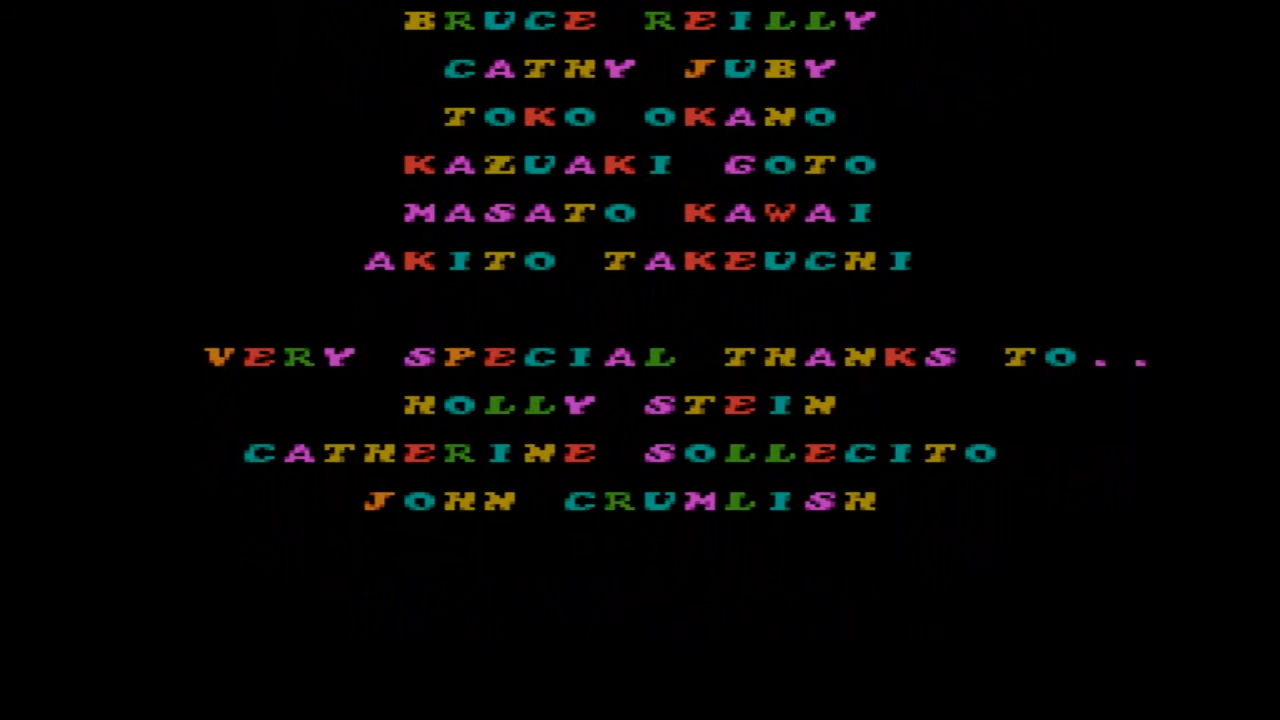 BRUCE REILLY
CATHY JUBY
TOKO OKANO
KAZUAKI GOTO
MASATO KAWAI
AKITO TAKEUCHI
VERY SPECIAL THANKS TO..
HOLLY STEIN
CATHERINE SOLLECITO
JOHN CRUMLISH